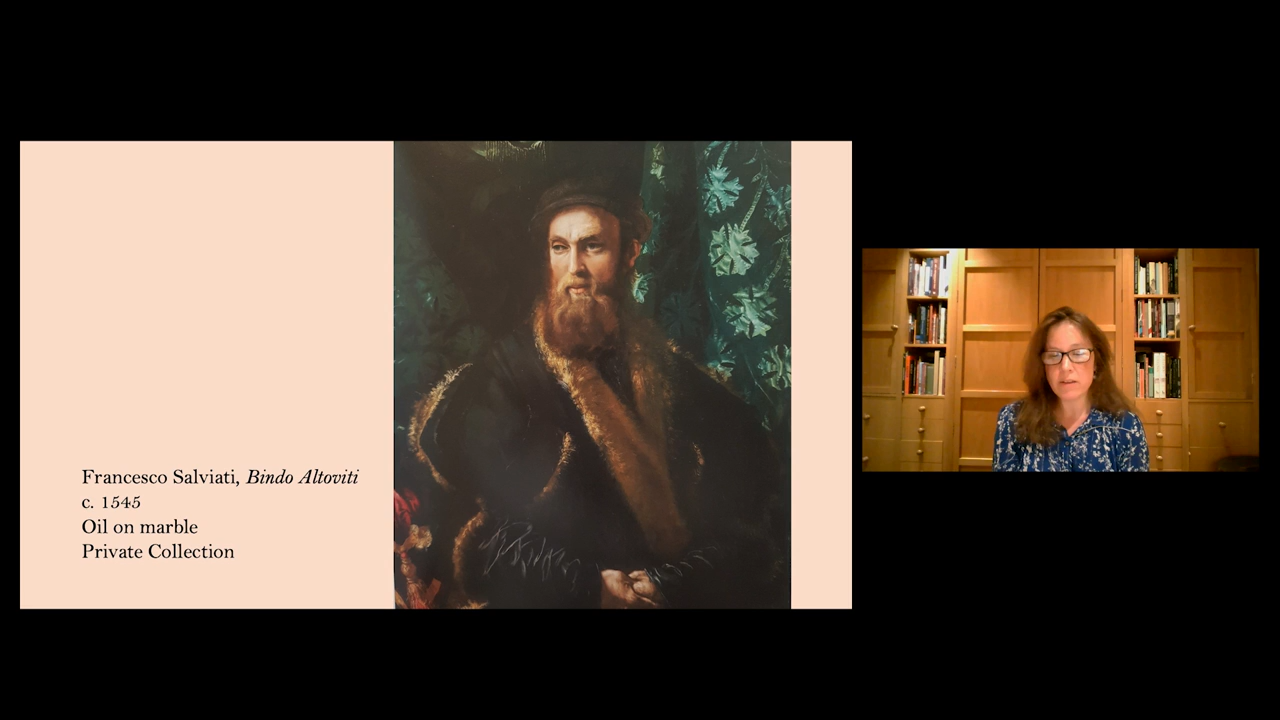 Francesco Salviati, Bindo Altoviti
c. 1545
Oil on marble
Private Collection